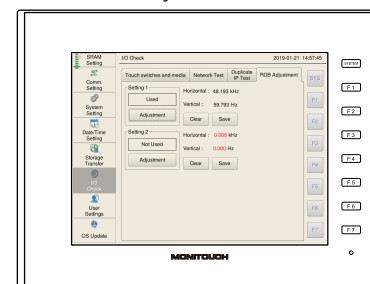 SRAM
Setting
I/O Check
2019-01-21 14:57:45
Comm.
Setting
System
Setting
Date/Time
Setting
Storage
Transfer
I/O
Check
User
Settings
OS Update
Touch switches and media
Network Test
Duplicate
IP Test
RGB Adjustment
Setting 1
Used
Horizontal : 48.193 kHz
Vertical : 59.793 Hz
Adjustment
Clear
Save
Setting 2
Not Used
Horizontal : 0.000 kHz
Vertical : 0.000 Hz
Adjustment
Clear
Save
SYS
F1
F2
F3
F4
F5
F6
F7
SYSTEM
F 1
F 2
F 3
F 4
F 5
F 6
F 7
MONITOUCH